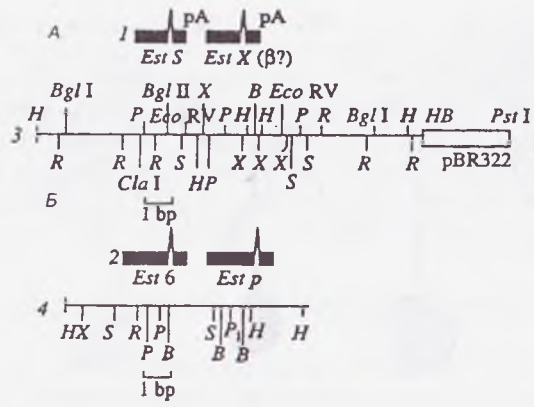 А pA pA
1 Est S Est X (β?)
Bgl I Bgl II X B Eco RV
H P Eco RV P H H P R Bgl I H HB Pst I
3 pBR322
R R R S X X X S R R
Cla I HP S
Б 1 bp
2 Est 6 Est p
4
HX S R P S P H H
P B B B
1 bp